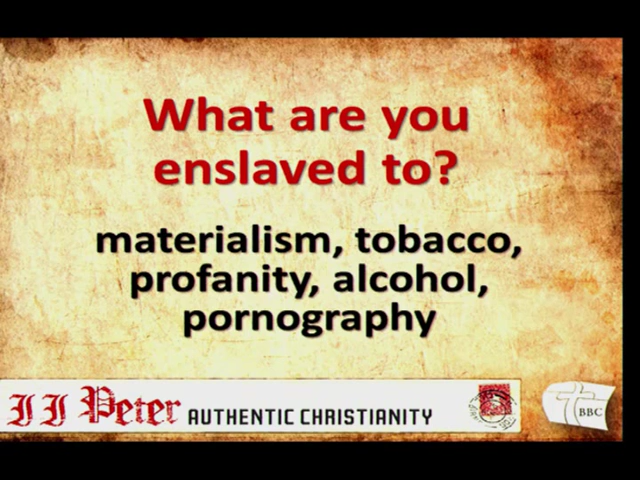 What are you
enslaved to?
materialism, tobacco,
profanity, alcohol,
pornography
II Peter AUTHENTIC CHRISTIANITY
BBC